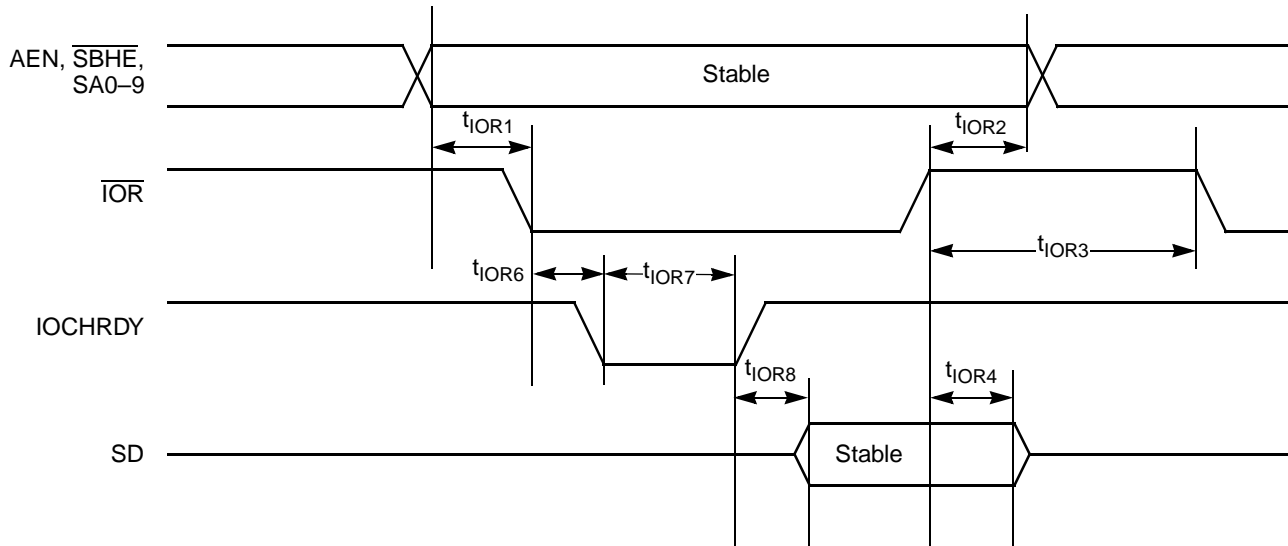 AEN, SBHE,
SA0–9
Stable
tIOR1
tIOR2
IOR
tIOR3
tIOR6
tIOR7
IOCHRDY
tIOR8
tIOR4
SD
Stable